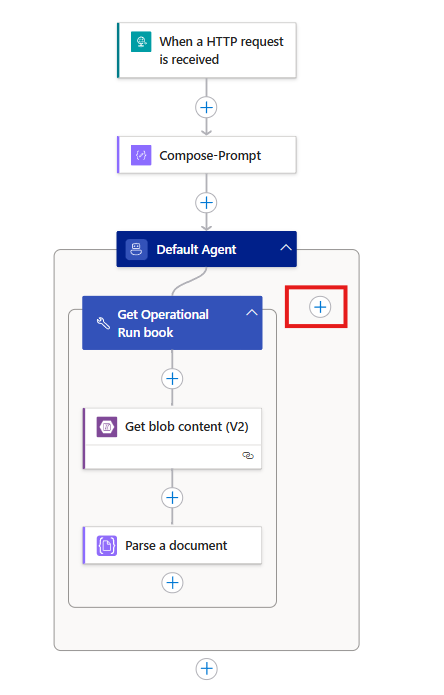 When a HTTP request
is received
Compose-Prompt
Default Agent
Get Operational
Run book
Get blob content (V2)
Parse a document